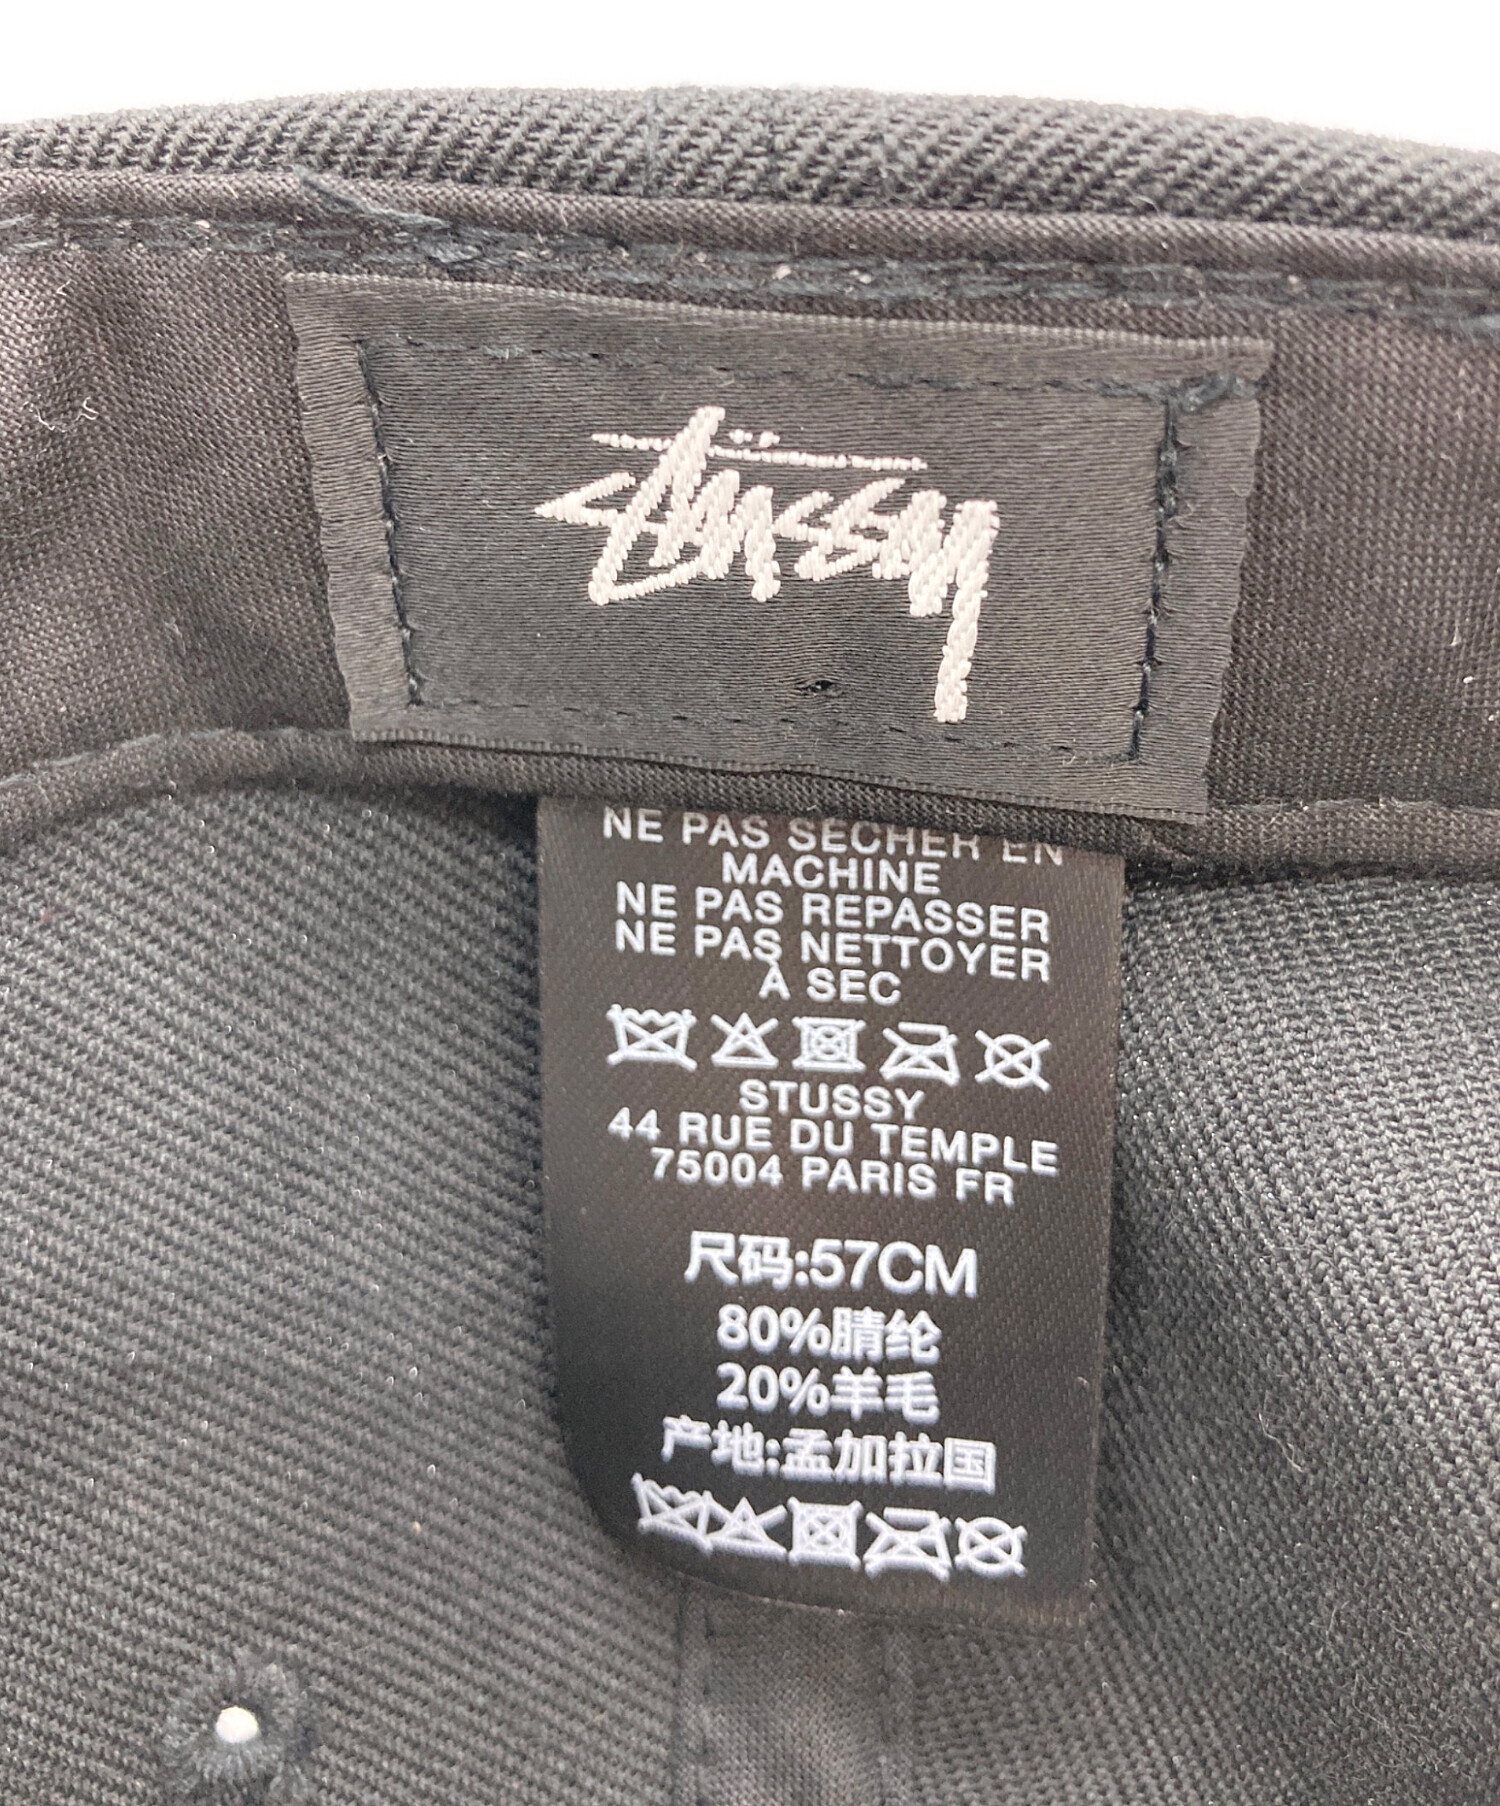 Stüssy
NE PAS SECHER EN
MACHINE
NE PAS REPASSER
NE PAS NETTOYER
À SEC
STUSSY
44 RUE DU TEMPLE
75004 PARIS FR
尺码:57CM
80%腈纶
20%羊毛
产地:孟加拉国